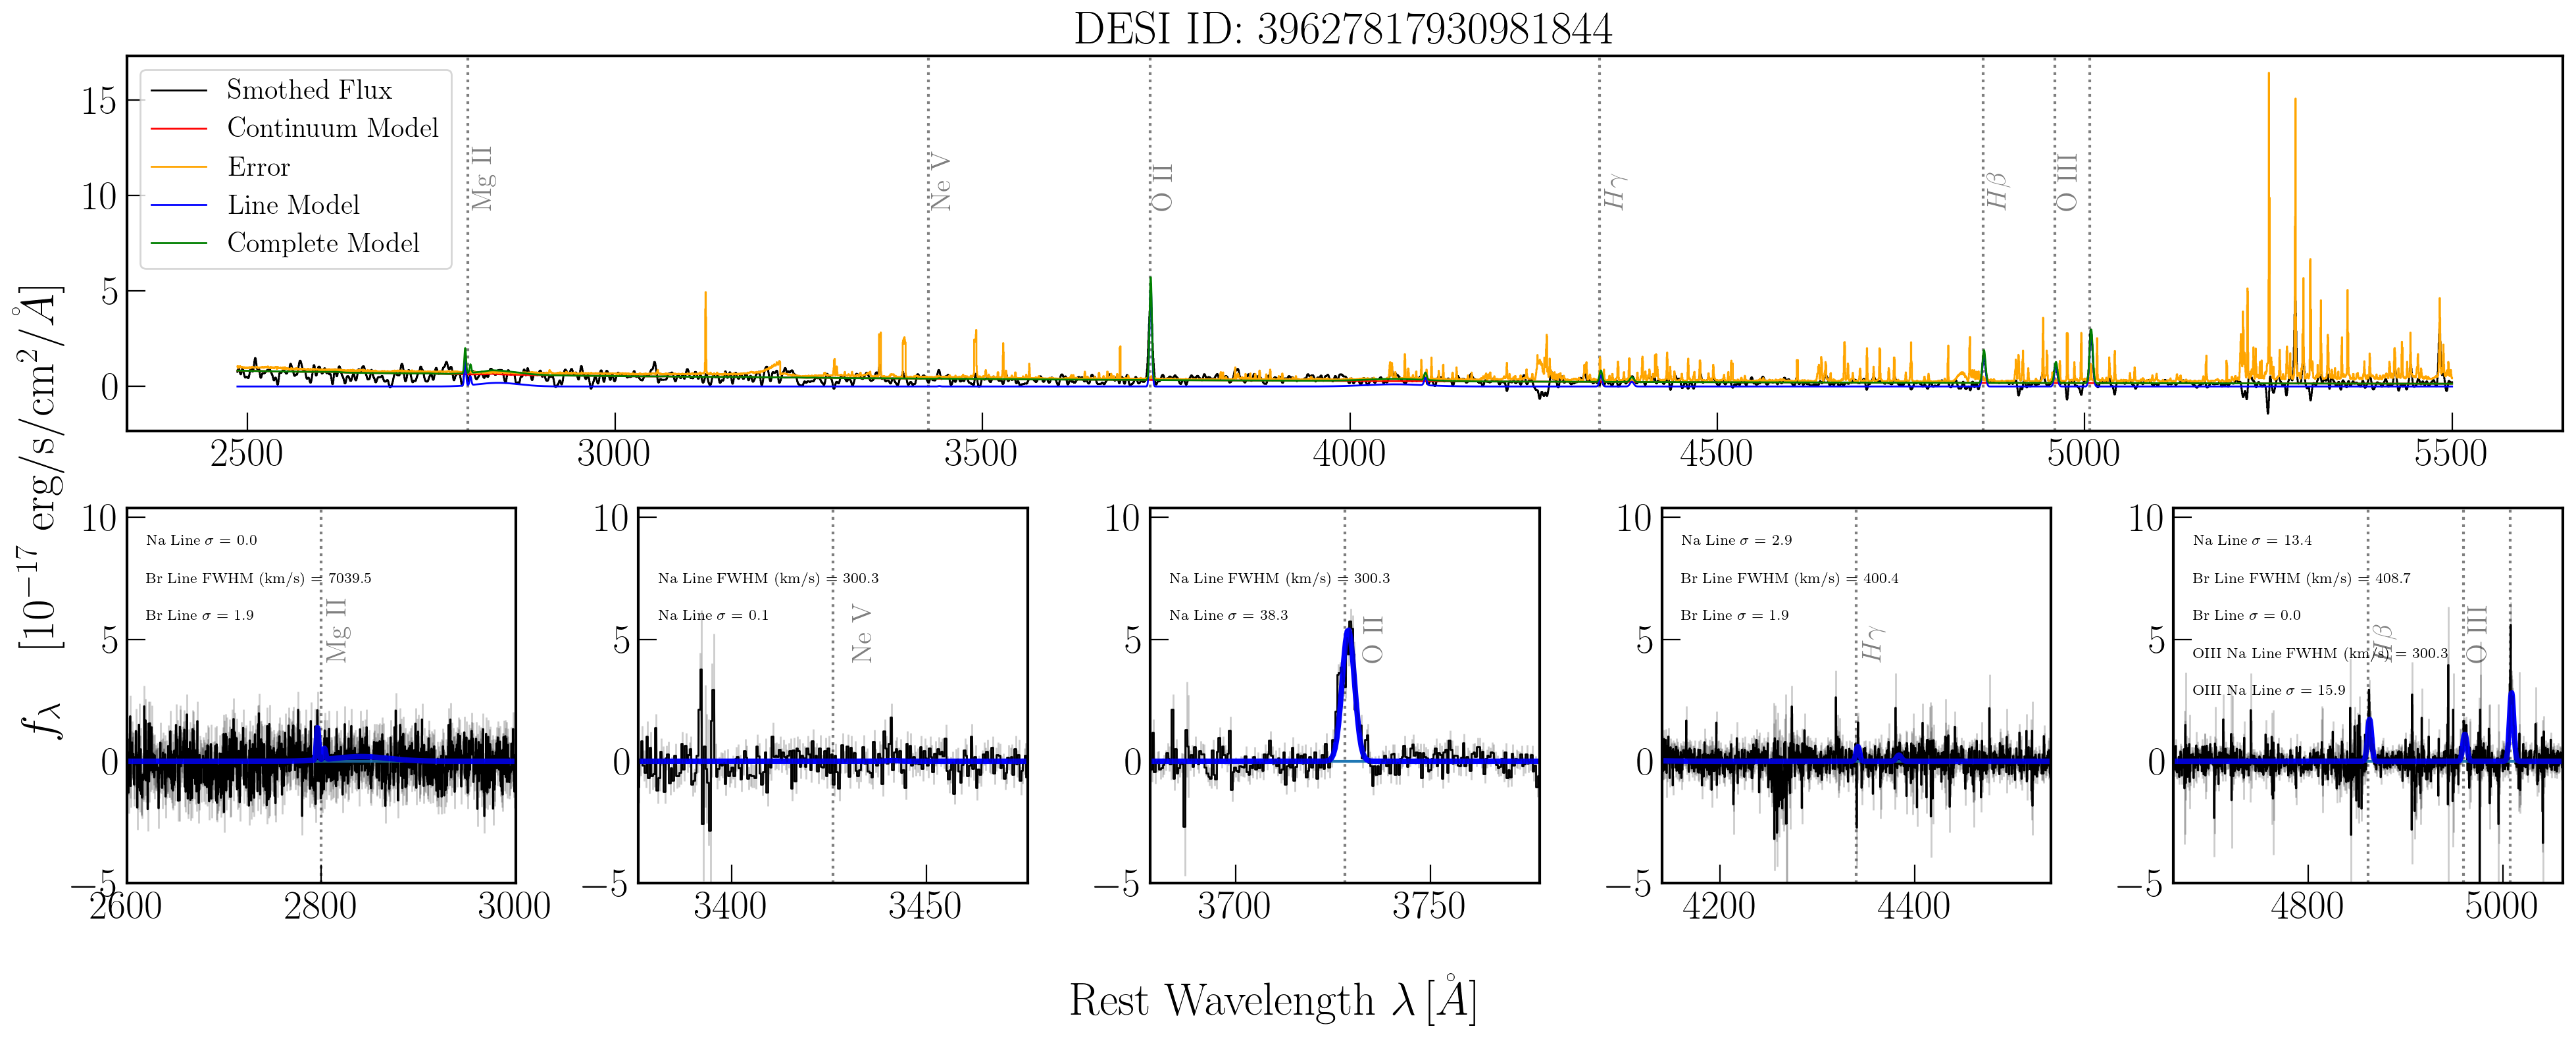 DESI ID: 39627817930981844
Smothed Flux
Continuum Model
Error
Line Model
Complete Model
Mg II
Ne V
O II
Hγ
Hβ
O III
15
10
5
0
2500 3000 3500 4000 4500 5000 5500
f_λ [10^{-17} erg/s/cm^2/Å]
10
5
0
−5
Na Line σ = 0.0
Br Line FWHM (km/s) = 7039.5
Br Line σ = 1.9
Mg II
2600 2800 3000
10
5
0
−5
Na Line FWHM (km/s) = 300.3
Na Line σ = 0.1
Ne V
3400 3450
10
5
0
−5
Na Line FWHM (km/s) = 300.3
Na Line σ = 38.3
O II
3700 3750
10
5
0
−5
Na Line σ = 2.9
Br Line FWHM (km/s) = 400.4
Br Line σ = 1.9
Hγ
4200 4400
10
5
0
−5
Na Line σ = 13.4
Br Line FWHM (km/s) = 408.7
Br Line σ = 0.0
OIII Na Line FWHM (km/s) = 300.3
OIII Na Line σ = 15.9
Hβ
O III
4800 5000
Rest Wavelength λ [Å]